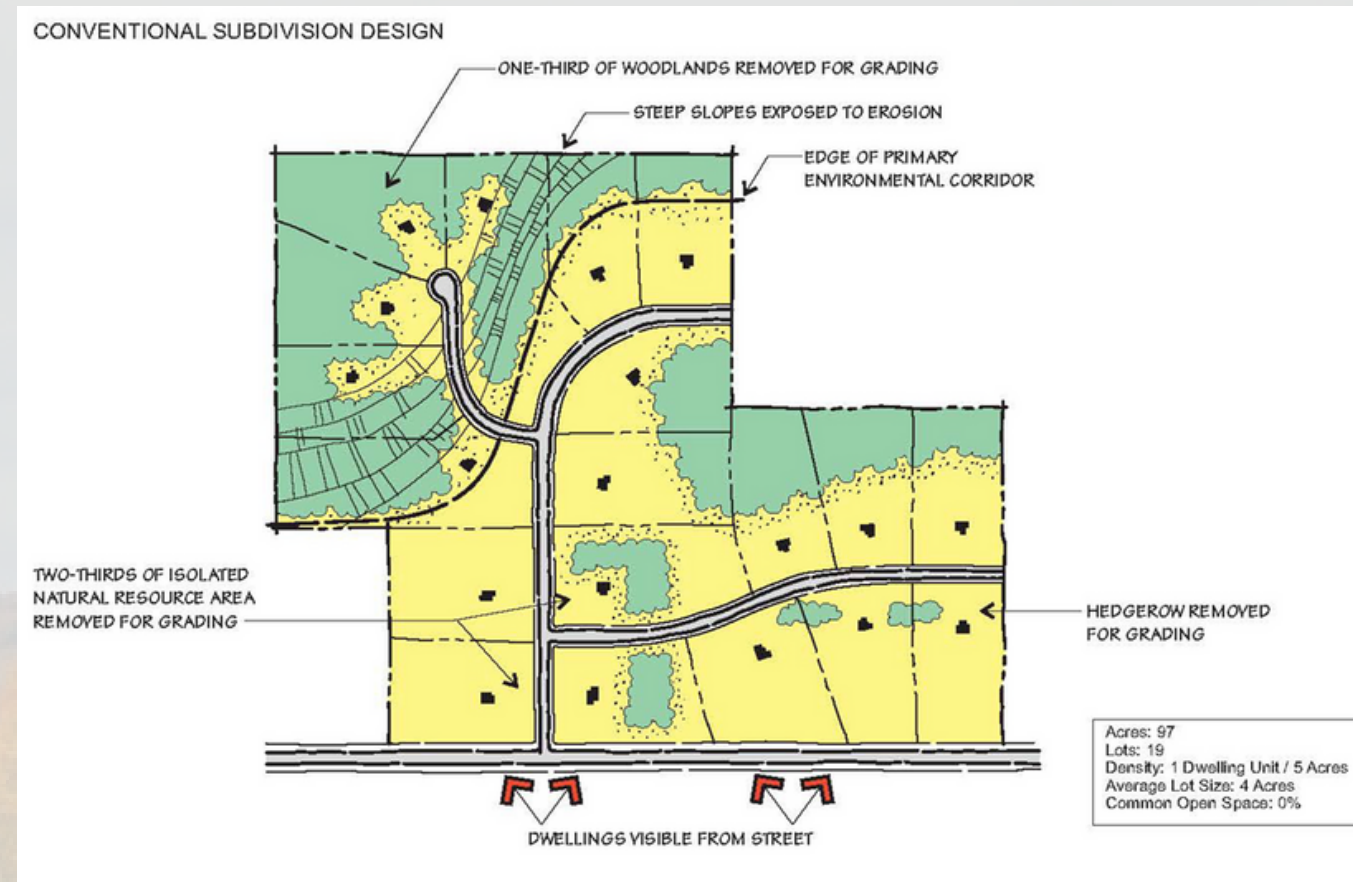 CONVENTIONAL SUBDIVISION DESIGN
ONE-THIRD OF WOODLANDS REMOVED FOR GRADING
STEEP SLOPES EXPOSED TO EROSION
EDGE OF PRIMARY
ENVIRONMENTAL CORRIDOR
TWO-THIRDS OF ISOLATED
NATURAL RESOURCE AREA
REMOVED FOR GRADING
HEDGEROW REMOVED
FOR GRADING
DWELLINGS VISIBLE FROM STREET
Acres: 97
Lots: 19
Density: 1 Dwelling Unit / 5 Acres
Average Lot Size: 4 Acres
Common Open Space: 0%